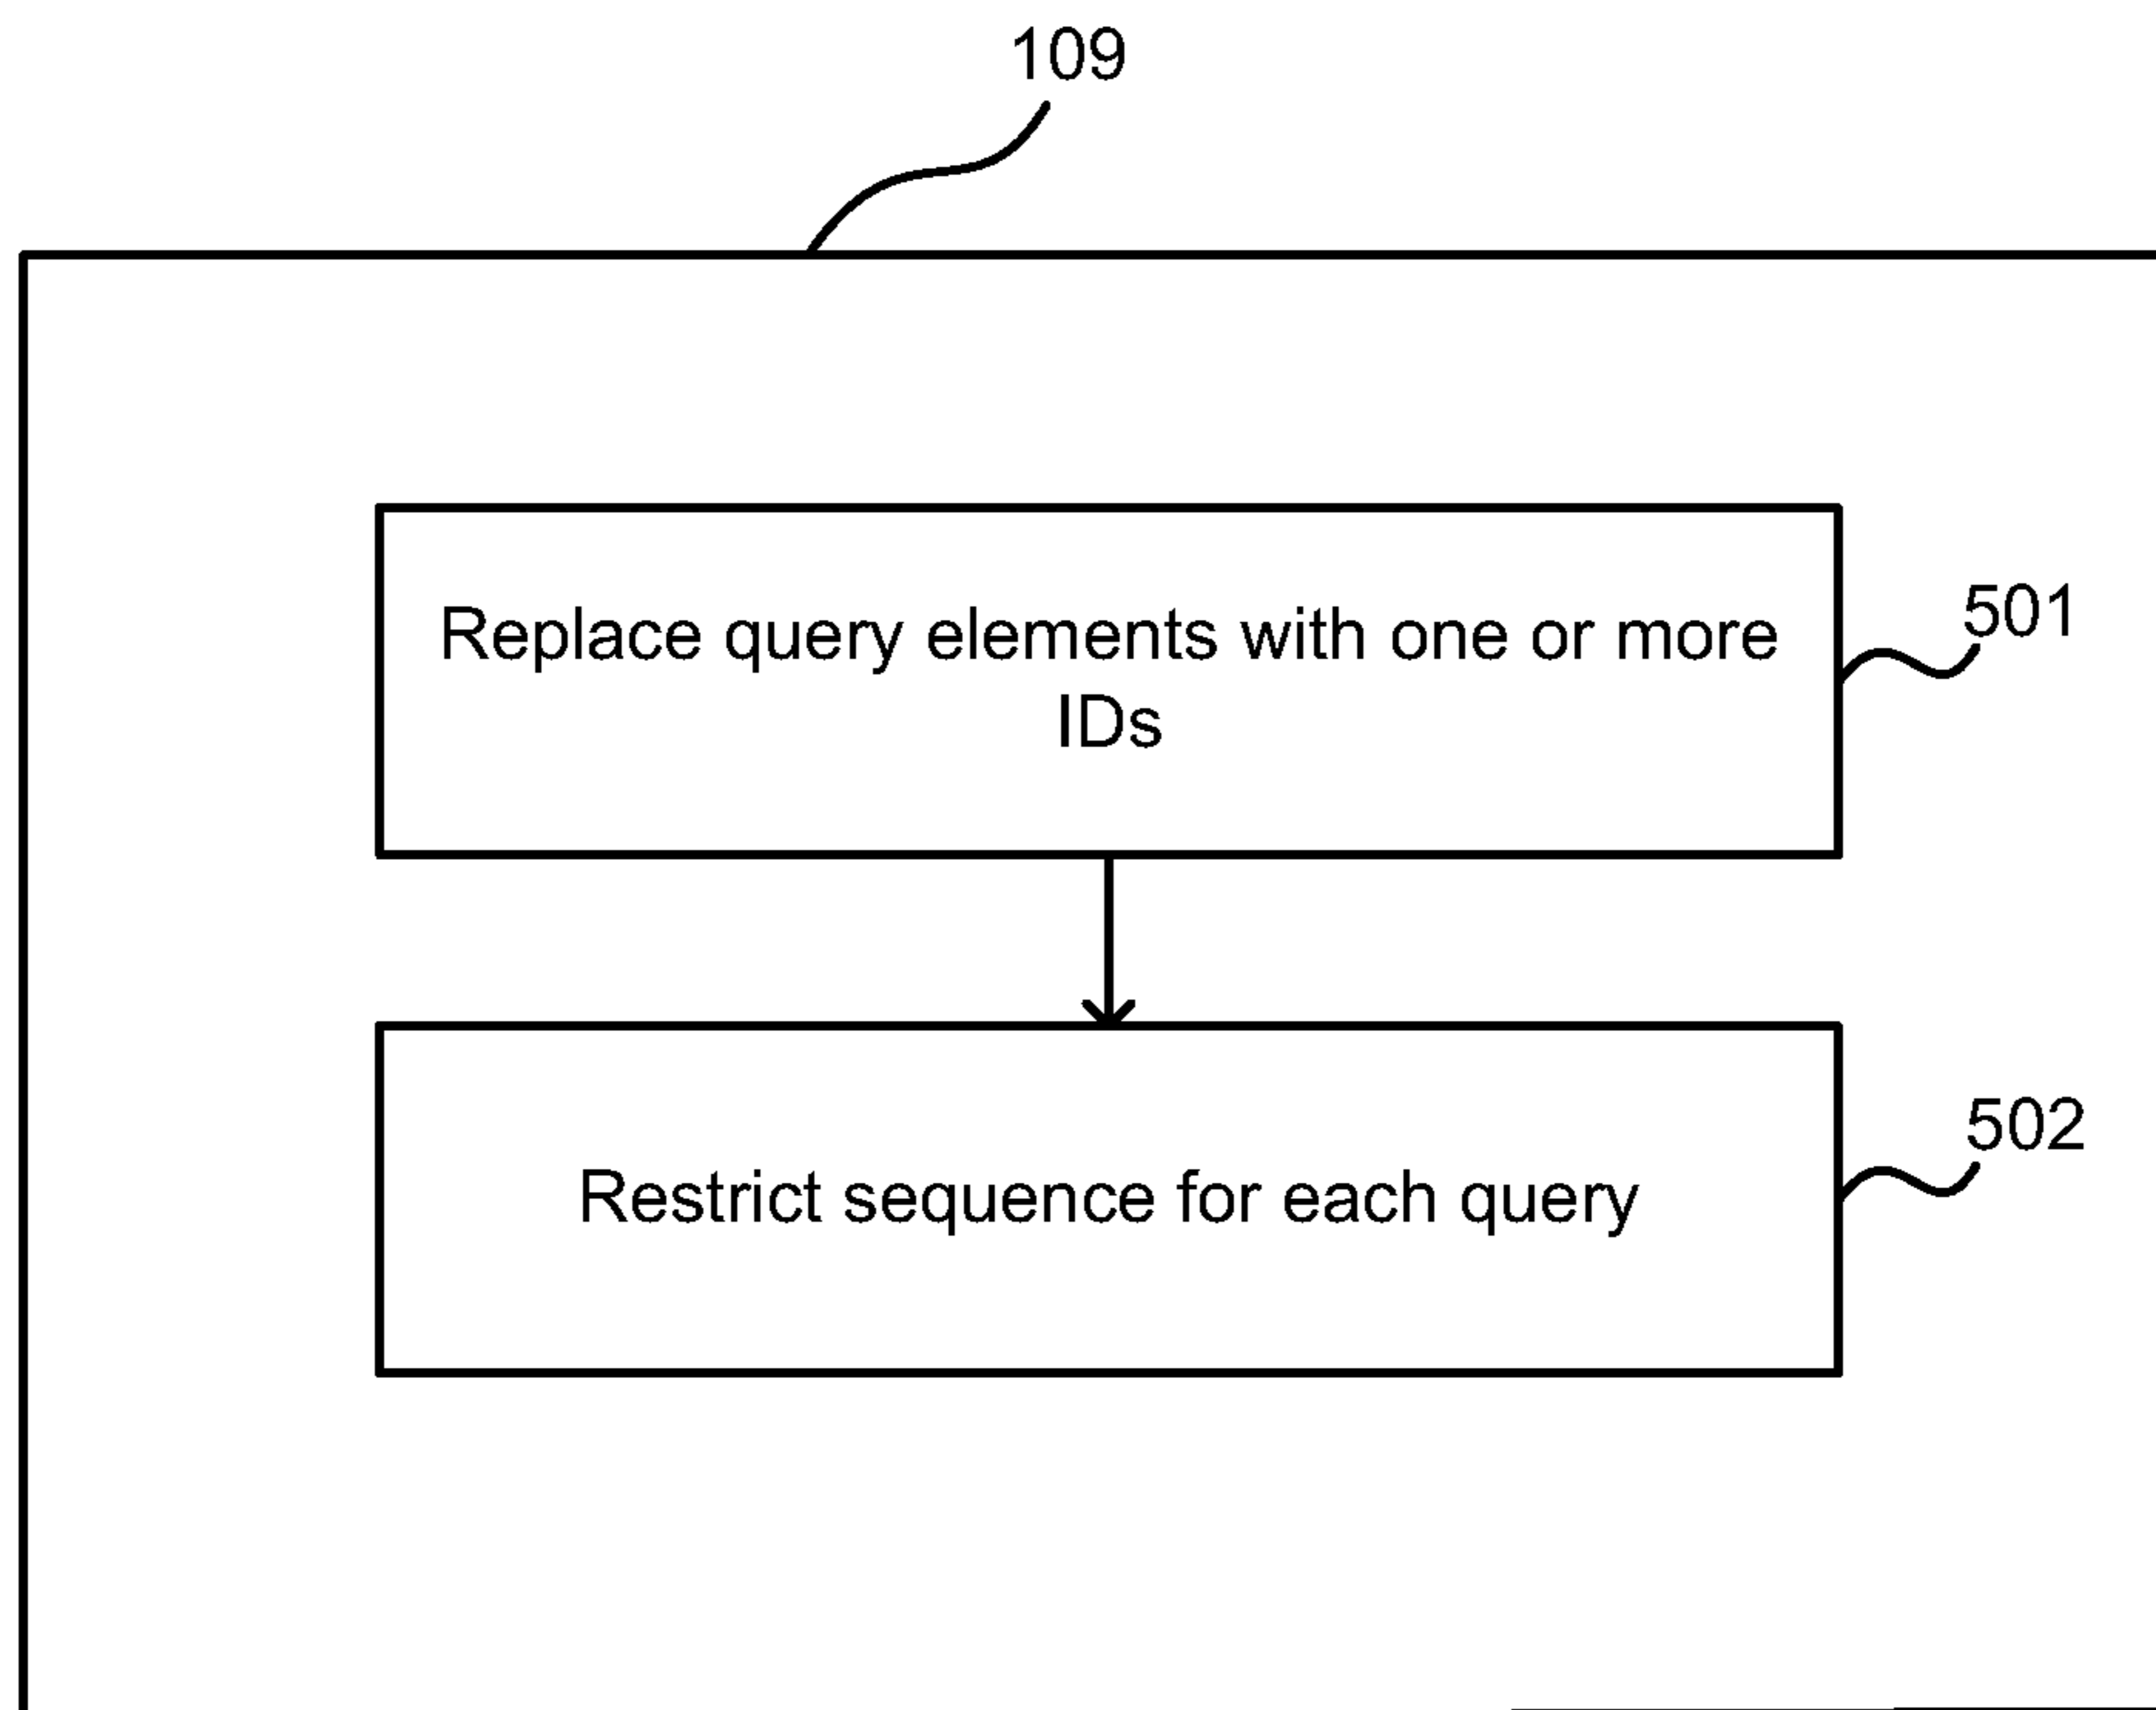 109
Replace query elements with one or more
IDs
501
Restrict sequence for each query
502